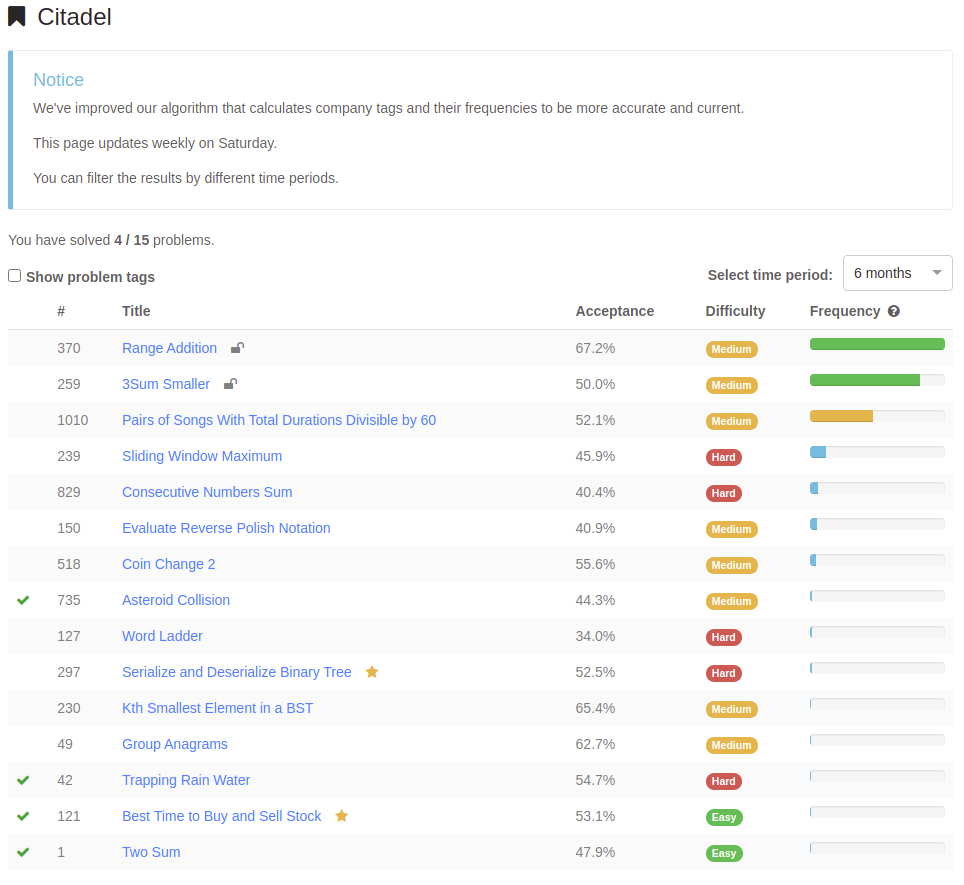 Citadel
Notice
We've improved our algorithm that calculates company tags and their frequencies to be more accurate and current.
This page updates weekly on Saturday.
You can filter the results by different time periods.
You have solved 4 / 15 problems.
Show problem tags Select time period: 6 months
# Title Acceptance Difficulty Frequency ?
370 Range Addition 67.2% Medium
259 3Sum Smaller 50.0% Medium
1010 Pairs of Songs With Total Durations Divisible by 60 52.1% Medium
239 Sliding Window Maximum 45.9% Hard
829 Consecutive Numbers Sum 40.4% Hard
150 Evaluate Reverse Polish Notation 40.9% Medium
518 Coin Change 2 55.6% Medium
735 Asteroid Collision 44.3% Medium
127 Word Ladder 34.0% Hard
297 Serialize and Deserialize Binary Tree 52.5% Hard
230 Kth Smallest Element in a BST 65.4% Medium
49 Group Anagrams 62.7% Medium
42 Trapping Rain Water 54.7% Hard
121 Best Time to Buy and Sell Stock 53.1% Easy
1 Two Sum 47.9% Easy